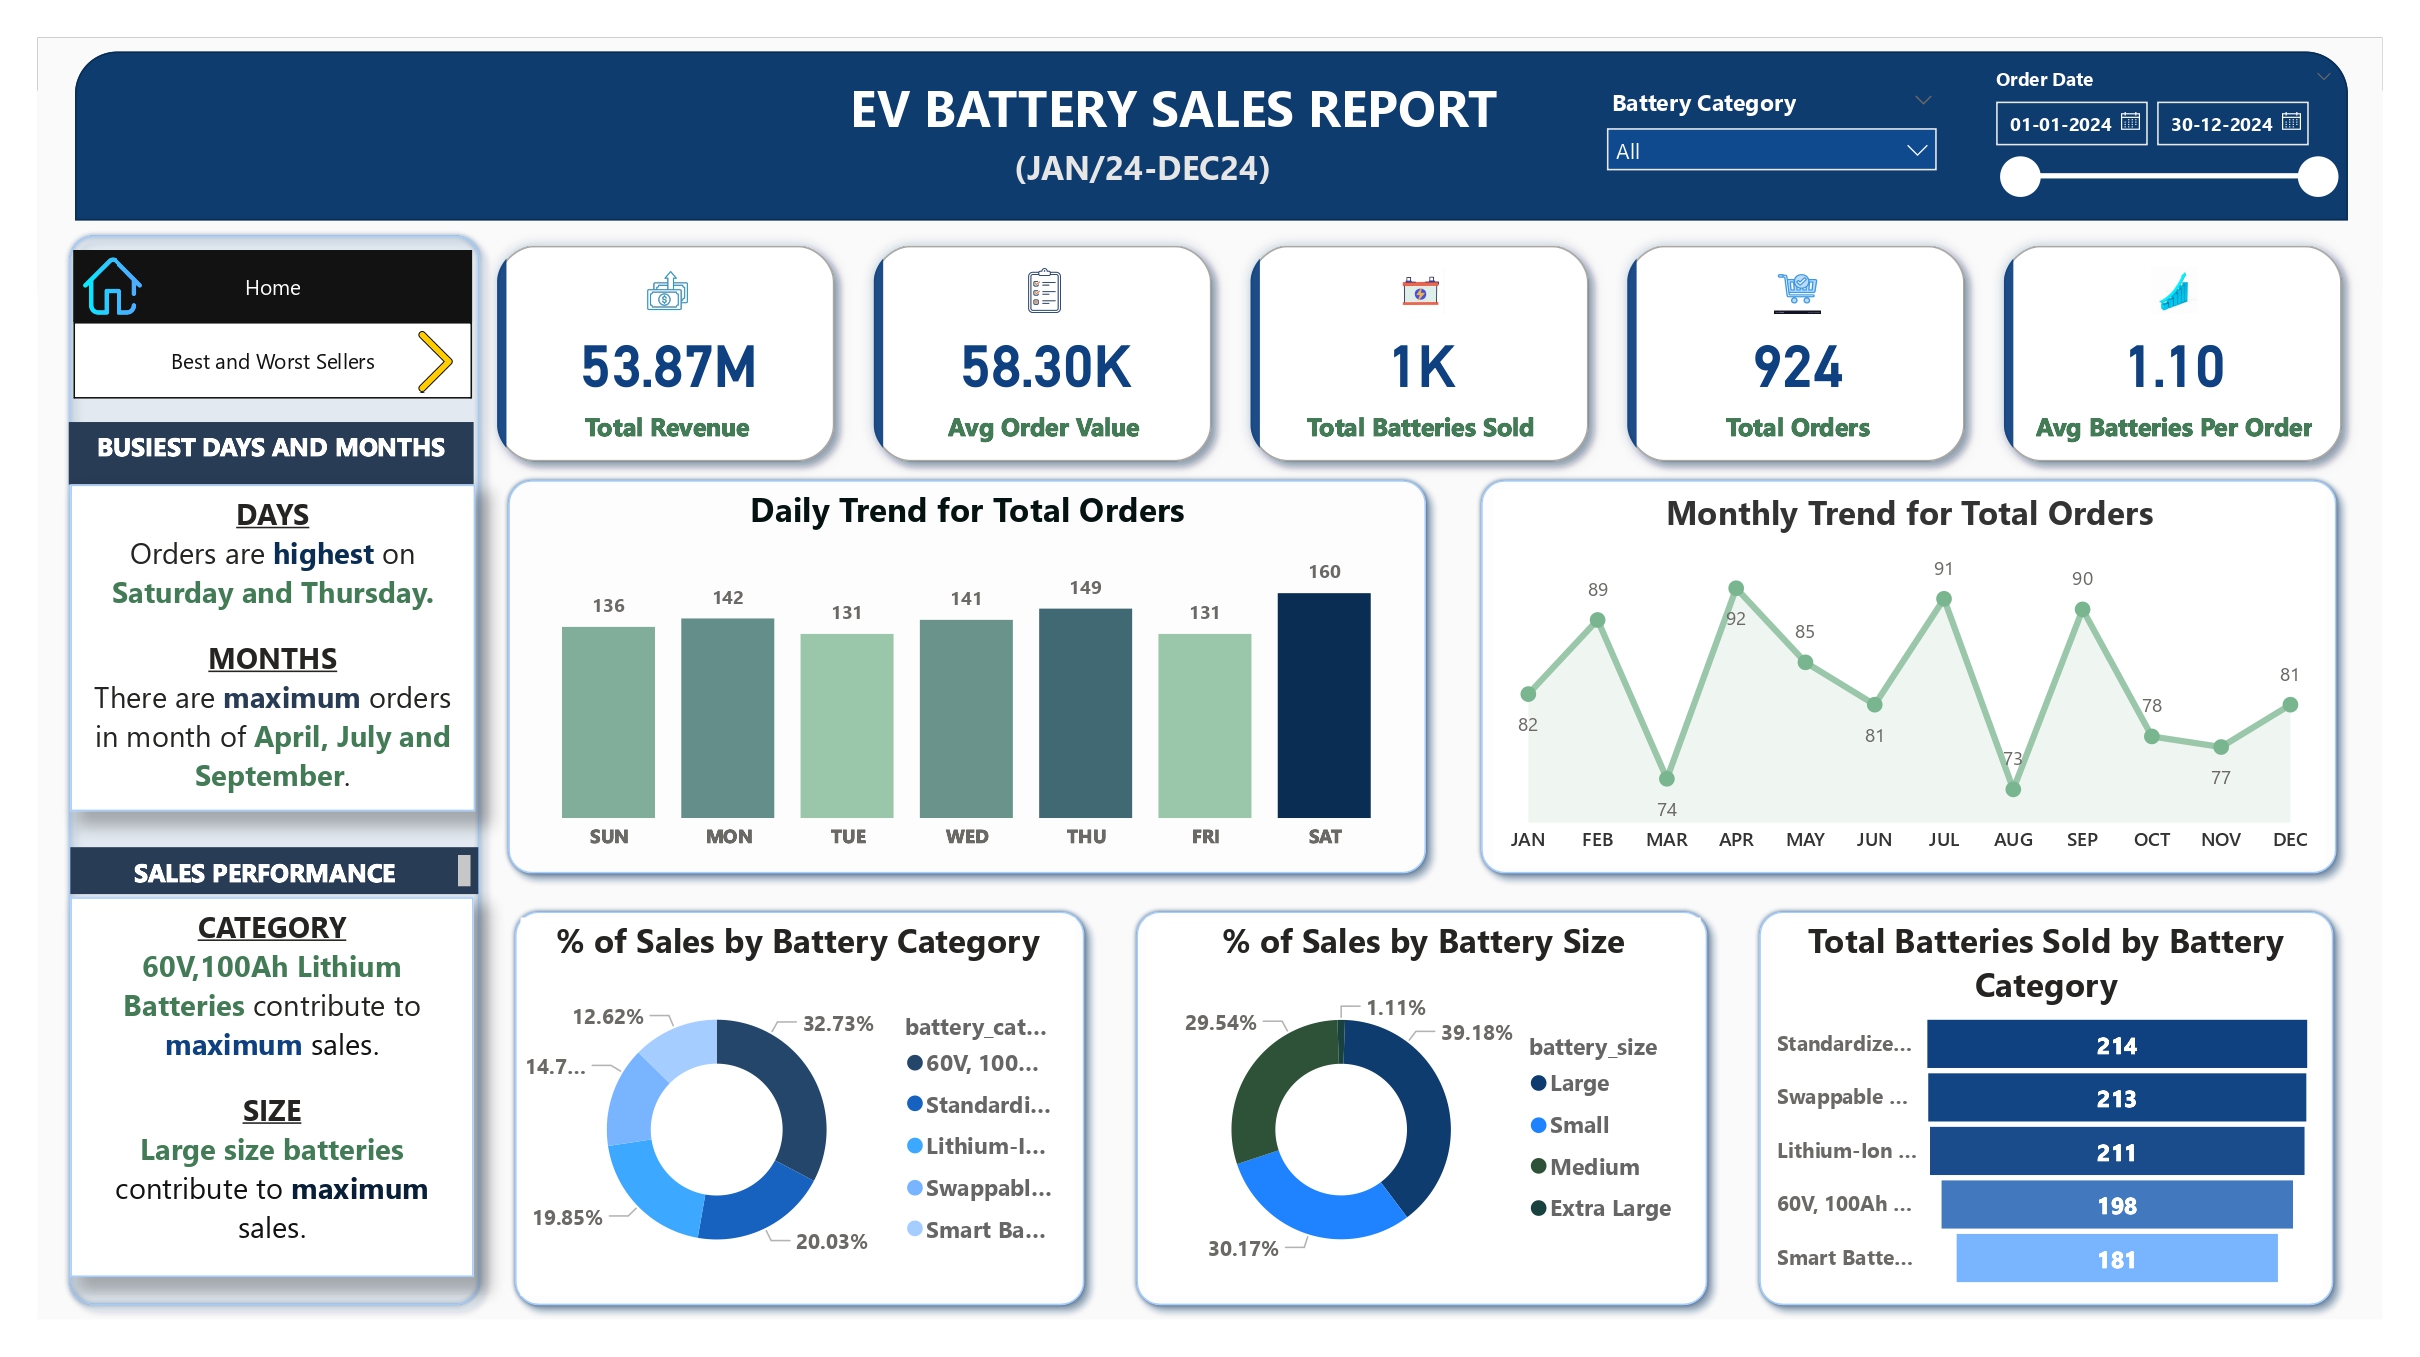 EV BATTERY SALES REPORT
(JAN/24-DEC24)
Battery Category
All
Order Date
01-01-2024
30-12-2024
Home
Best and Worst Sellers
BUSIEST DAYS AND MONTHS
DAYS
Orders are highest on
Saturday and Thursday.
MONTHS
There are maximum orders
in month of April, July and
September.
SALES PERFORMANCE
CATEGORY
60V,100Ah Lithium
Batteries contribute to
maximum sales.
SIZE
Large size batteries
contribute to maximum
sales.
53.87M
Total Revenue
58.30K
Avg Order Value
1K
Total Batteries Sold
924
Total Orders
1.10
Avg Batteries Per Order
Daily Trend for Total Orders
136
142
131
141
149
131
160
SUN
MON
TUE
WED
THU
FRI
SAT
Monthly Trend for Total Orders
82
89
74
92
85
81
91
73
90
78
77
81
JAN
FEB
MAR
APR
MAY
JUN
JUL
AUG
SEP
OCT
NOV
DEC
% of Sales by Battery Category
12.62%
32.73%
14.7...
19.85%
20.03%
battery_cat...
60V, 100...
Standardi...
Lithium-I...
Swappabl...
Smart Ba...
% of Sales by Battery Size
1.11%
29.54%
39.18%
30.17%
battery_size
Large
Small
Medium
Extra Large
Total Batteries Sold by Battery
Category
Standardize... 214
Swappable ... 213
Lithium-Ion ... 211
60V, 100Ah ... 198
Smart Batte... 181